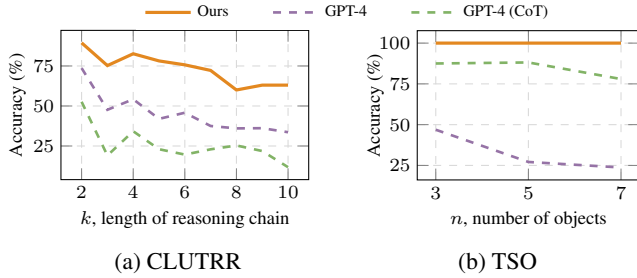 Ours GPT-4 GPT-4 (CoT)
Accuracy (%)
75
50
25
2 4 6 8 10
k, length of reasoning chain
(a) CLUTRR
Accuracy (%)
100
75
50
25
3 5 7
n, number of objects
(b) TSO